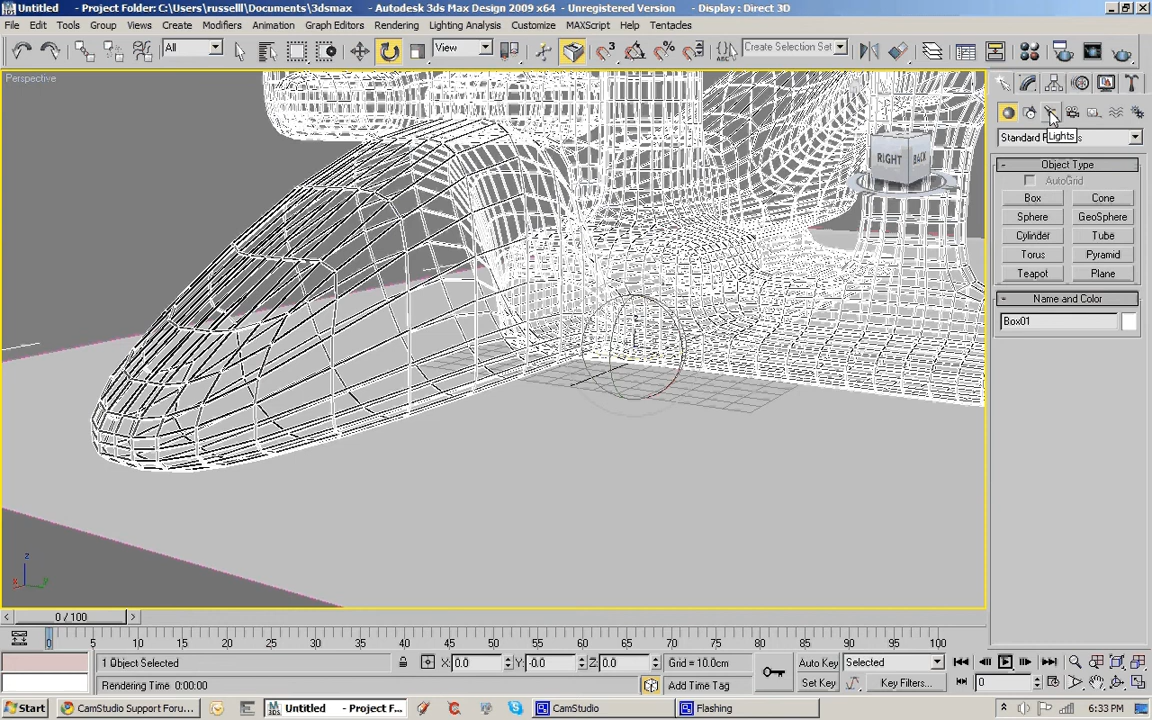 Untitled - Project Folder: C:\Users\russelll\Documents\3dsmax - Autodesk 3ds Max Design 2009 x64 - Unregistered Version - Display : Direct 3D
File Edit Tools Group Views Create Modifiers Animation Graph Editors Rendering Lighting Analysis Customize MAXScript Help Tentacles
All View Create Selection Set
Perspective
RIGHT BACK
Lights
Standard
Object Type
AutoGrid
Box Cone
Sphere GeoSphere
Cylinder Tube
Torus Pyramid
Teapot Plane
Name and Color
Box01
z
x y
0 / 100
0 5 10 15 20 25 30 35 40 45 50 55 60 65 70 75 80 85 90 95 100
1 Object Selected X: 0.0 Y: -0.0 Z: 0.0 Grid = 10.0cm Auto Key Selected
Rendering Time 0:00:00 Add Time Tag Set Key Key Filters... 0
Start CamStudio Support Foru... Untitled - Project F... CamStudio Flashing 6:33 PM